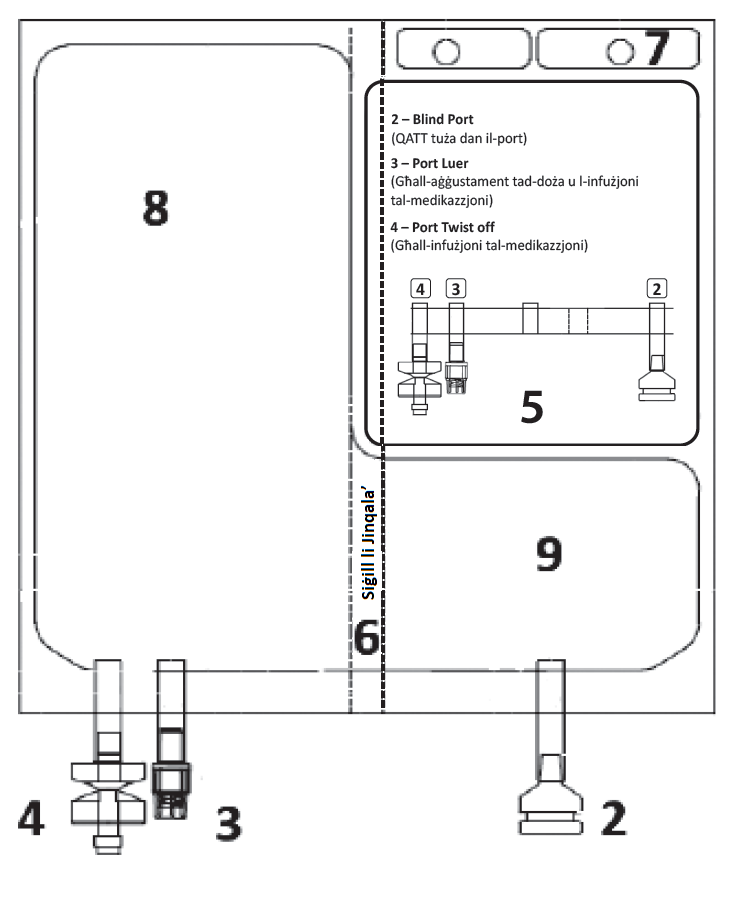 7
2 – Blind Port
(QATT tuża dan il-port)
3 – Port Luer
(Għall-aġġustament tad-doża u l-infużjoni
tal-medikazzjoni)
4 – Port Twist off
(Għall-infużjoni tal-medikazzjoni)
8
4 3 2
5
Siġill li Jinqala’
9
6
4 3 2